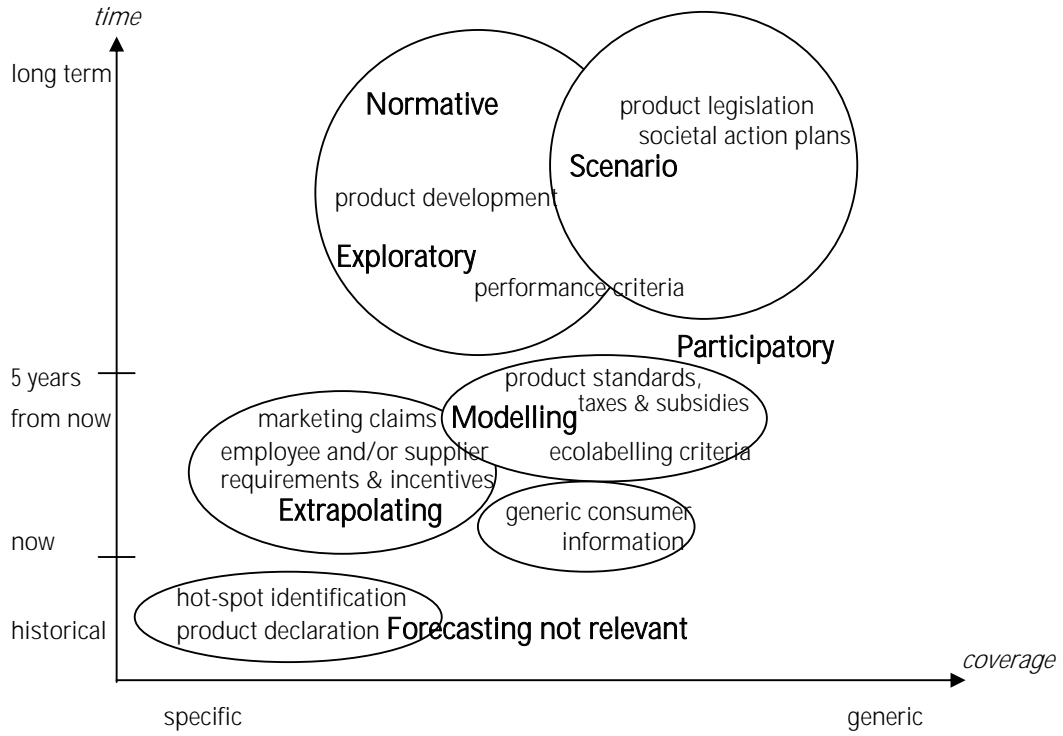 time
long term
Normative
product legislation
societal action plans
Scenario
product development
Exploratory
performance criteria
Participatory
5 years
from now
product standards,
taxes & subsidies
marketing claims
Modelling
employee and/or supplier
ecolabelling criteria
requirements & incentives
Extrapolating
generic consumer
information
now
hot-spot identification
historical
product declaration
Forecasting not relevant
coverage
specific
generic